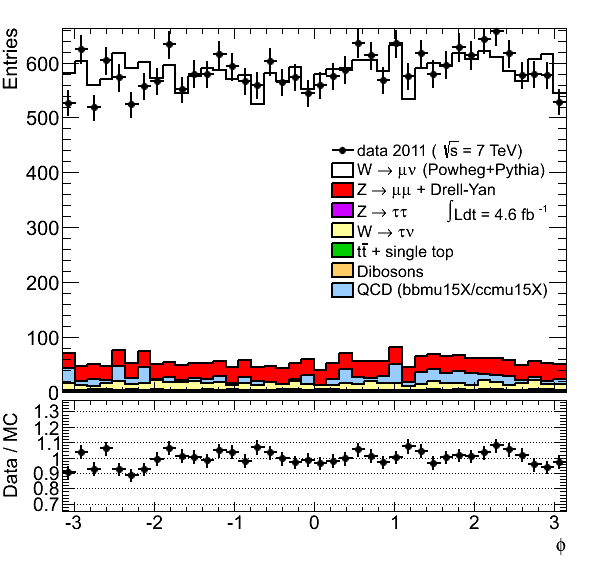 Entries
600
500
400
300
200
100
0
data 2011 ( √s = 7 TeV)
W → μν (Powheg+Pythia)
Z → μμ + Drell-Yan
Z → ττ
∫Ldt = 4.6 fb⁻¹
W → τν
tt̄ + single top
Dibosons
QCD (bbmu15X/ccmu15X)
Data / MC
1.3
1.2
1.1
1
0.9
0.8
0.7
-3 -2 -1 0 1 2 3
ϕ